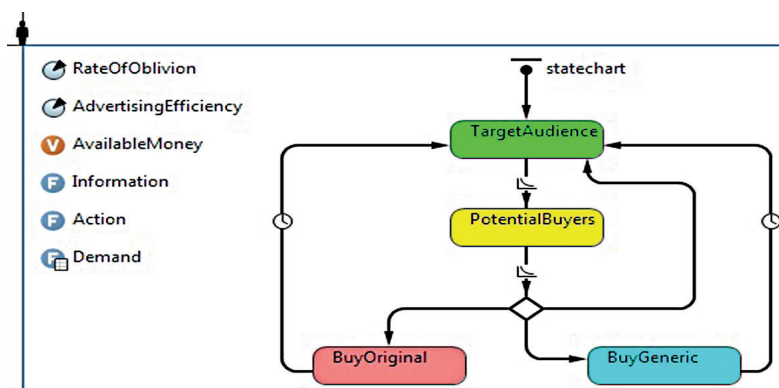 RateOfOblivion
AdvertisingEfficiency
V AvailableMoney
F Information
F Action
F Demand
statechart
TargetAudience
PotentialBuyers
BuyOriginal
BuyGeneric